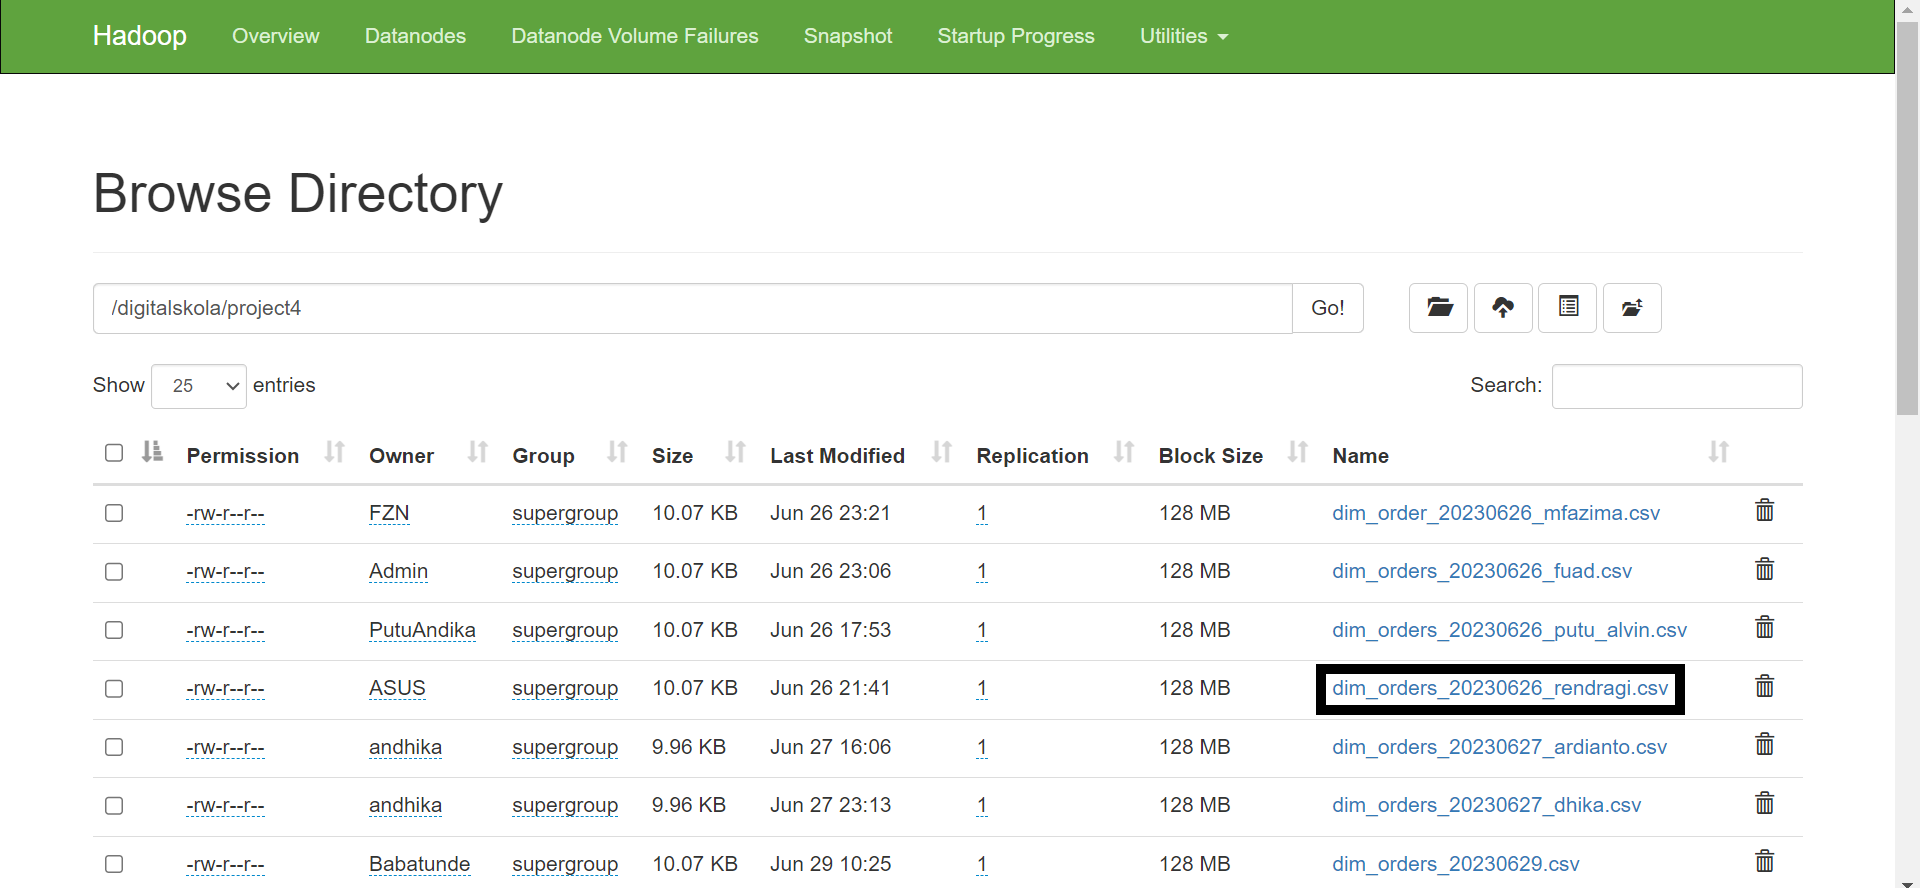 Hadoop Overview Datanodes Datanode Volume Failures Snapshot Startup Progress Utilities
Browse Directory
/digitalskola/project4 Go!
Show 25 entries Search:
Permission Owner Group Size Last Modified Replication Block Size Name
-rw-r--r-- FZN supergroup 10.07 KB Jun 26 23:21 1 128 MB dim_order_20230626_mfazima.csv
-rw-r--r-- Admin supergroup 10.07 KB Jun 26 23:06 1 128 MB dim_orders_20230626_fuad.csv
-rw-r--r-- PutuAndika supergroup 10.07 KB Jun 26 17:53 1 128 MB dim_orders_20230626_putu_alvin.csv
-rw-r--r-- ASUS supergroup 10.07 KB Jun 26 21:41 1 128 MB dim_orders_20230626_rendragi.csv
-rw-r--r-- andhika supergroup 9.96 KB Jun 27 16:06 1 128 MB dim_orders_20230627_ardianto.csv
-rw-r--r-- andhika supergroup 9.96 KB Jun 27 23:13 1 128 MB dim_orders_20230627_dhika.csv
-rw-r--r-- Babatunde supergroup 10.07 KB Jun 29 10:25 1 128 MB dim_orders_20230629.csv